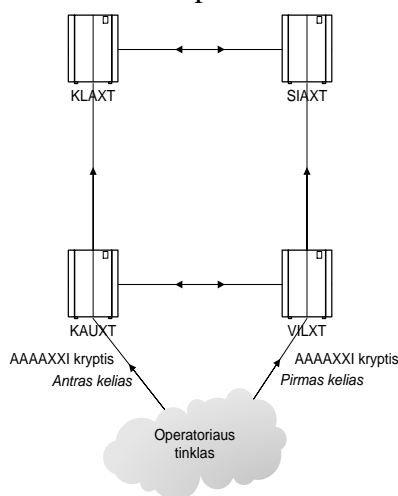 KLAXT
SIAXT
KAUXT
VILXT
AAAAXXI kryptis
Antras kelias
AAAAXXI kryptis
Pirmas kelias
Operatoriaus
tinklas